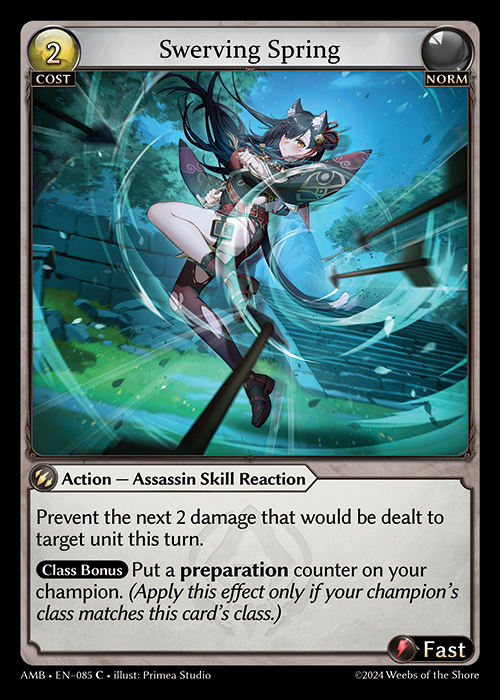 2
Swerving Spring
COST
NORM
Action — Assassin Skill Reaction
Prevent the next 2 damage that would be dealt to
target unit this turn.
Class Bonus Put a preparation counter on your
champion. (Apply this effect only if your champion's
class matches this card's class.)
Fast
AMB • EN–085 C • illust: Primea Studio
©2024 Weebs of the Shore